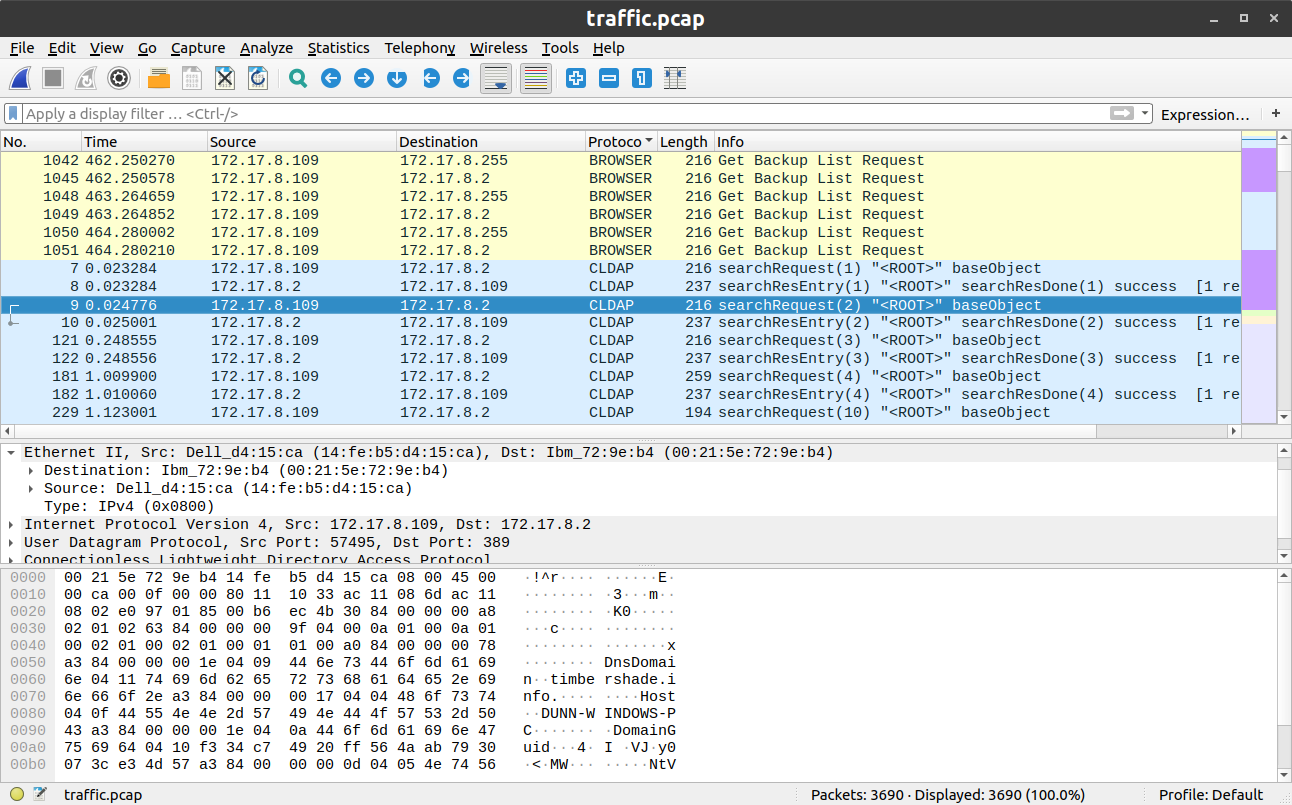 traffic.pcap
File Edit View Go Capture Analyze Statistics Telephony Wireless Tools Help
Apply a display filter … <Ctrl-/> Expression… +
No. Time Source Destination Protoco Length Info
1042 462.250270 172.17.8.109 172.17.8.255 BROWSER 216 Get Backup List Request
1045 462.250578 172.17.8.109 172.17.8.2 BROWSER 216 Get Backup List Request
1048 463.264659 172.17.8.109 172.17.8.255 BROWSER 216 Get Backup List Request
1049 463.264852 172.17.8.109 172.17.8.2 BROWSER 216 Get Backup List Request
1050 464.280002 172.17.8.109 172.17.8.255 BROWSER 216 Get Backup List Request
1051 464.280210 172.17.8.109 172.17.8.2 BROWSER 216 Get Backup List Request
7 0.023284 172.17.8.109 172.17.8.2 CLDAP 216 searchRequest(1) "<ROOT>" baseObject
8 0.023284 172.17.8.2 172.17.8.109 CLDAP 237 searchResEntry(1) "<ROOT>" searchResDone(1) success [1 re
9 0.024776 172.17.8.109 172.17.8.2 CLDAP 216 searchRequest(2) "<ROOT>" baseObject
10 0.025001 172.17.8.2 172.17.8.109 CLDAP 237 searchResEntry(2) "<ROOT>" searchResDone(2) success [1 re
121 0.248555 172.17.8.109 172.17.8.2 CLDAP 216 searchRequest(3) "<ROOT>" baseObject
122 0.248556 172.17.8.2 172.17.8.109 CLDAP 237 searchResEntry(3) "<ROOT>" searchResDone(3) success [1 re
181 1.009900 172.17.8.109 172.17.8.2 CLDAP 259 searchRequest(4) "<ROOT>" baseObject
182 1.010060 172.17.8.2 172.17.8.109 CLDAP 237 searchResEntry(4) "<ROOT>" searchResDone(4) success [1 re
229 1.123001 172.17.8.109 172.17.8.2 CLDAP 194 searchRequest(10) "<ROOT>" baseObject
Ethernet II, Src: Dell_d4:15:ca (14:fe:b5:d4:15:ca), Dst: Ibm_72:9e:b4 (00:21:5e:72:9e:b4)
Destination: Ibm_72:9e:b4 (00:21:5e:72:9e:b4)
Source: Dell_d4:15:ca (14:fe:b5:d4:15:ca)
Type: IPv4 (0x0800)
Internet Protocol Version 4, Src: 172.17.8.109, Dst: 172.17.8.2
User Datagram Protocol, Src Port: 57495, Dst Port: 389
Connectionless Lightweight Directory Access Protocol
0000 00 21 5e 72 9e b4 14 fe b5 d4 15 ca 08 00 45 00 ·!^r···· ······E·
0010 00 ca 00 0f 00 00 80 11 10 33 ac 11 08 6d ac 11 ········ ·3···m··
0020 08 02 e0 97 01 85 00 b6 ec 4b 30 84 00 00 00 a8 ········ ·K0·····
0030 02 01 02 63 84 00 00 00 9f 04 00 0a 01 00 0a 01 ···c···· ········
0040 00 02 01 00 02 01 00 01 01 00 a0 84 00 00 00 78 ········ ·······x
0050 a3 84 00 00 00 1e 04 09 44 6e 73 44 6f 6d 61 69 ········ DnsDomai
0060 6e 04 11 74 69 6d 62 65 72 73 68 61 64 65 2e 69 n··timbe rshade.i
0070 6e 66 6f 2e a3 84 00 00 00 17 04 04 48 6f 73 74 nfo.···· ····Host
0080 04 0f 44 55 4e 4e 2d 57 49 4e 44 4f 57 53 2d 50 ··DUNN-W INDOWS-P
0090 43 a3 84 00 00 00 1e 04 0a 44 6f 6d 61 69 6e 47 C······· ·DomainG
00a0 75 69 64 04 10 f3 34 c7 49 20 ff 56 4a ab 79 30 uid···4· I ·VJ·y0
00b0 07 3c e3 4d 57 a3 84 00 00 00 0d 04 05 4e 74 56 ·<·MW··· ·····NtV
traffic.pcap Packets: 3690 · Displayed: 3690 (100.0%) Profile: Default